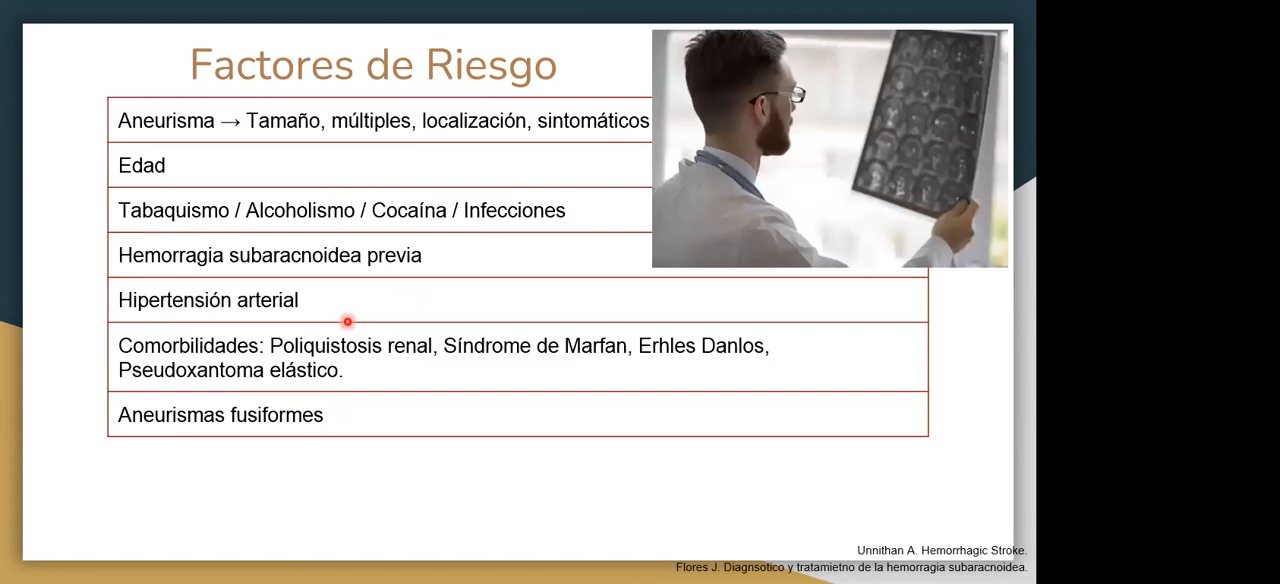 Factores de Riesgo
Aneurisma → Tamaño, múltiples, localización, sintomáticos
Edad
Tabaquismo / Alcoholismo / Cocaína / Infecciones
Hemorragia subaracnoidea previa
Hipertensión arterial
Comorbilidades: Poliquistosis renal, Síndrome de Marfan, Erhles Danlos,
Pseudoxantoma elástico.
Aneurismas fusiformes
Unnithan A. Hemorrhagic Stroke.
Flores J. Diagnsotico y tratamietno de la hemorragia subaracnoidea.